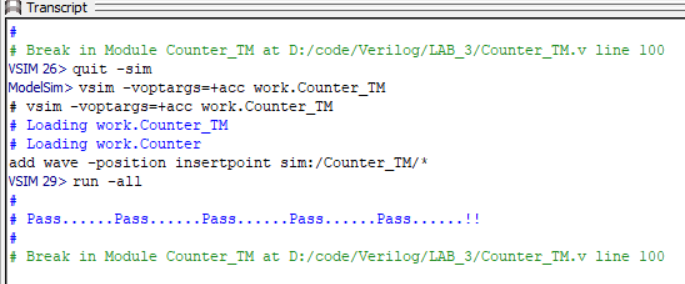 Transcript
#
# Break in Module Counter_TM at D:/code/Verilog/LAB_3/Counter_TM.v line 100
VSIM 26> quit -sim
ModelSim> vsim -voptargs=+acc work.Counter_TM
# vsim -voptargs=+acc work.Counter_TM
# Loading work.Counter_TM
# Loading work.Counter
add wave -position insertpoint sim:/Counter_TM/*
VSIM 29> run -all
#
# Pass......Pass......Pass......Pass......Pass......!!
#
# Break in Module Counter_TM at D:/code/Verilog/LAB_3/Counter_TM.v line 100